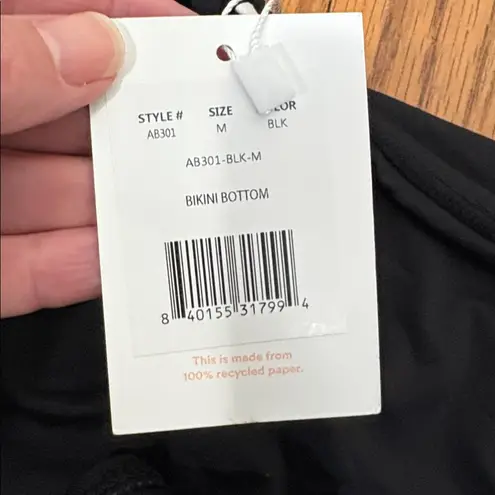 STYLE # SIZE
AB301 M BLK
AB301-BLK-M
BIKINI BOTTOM
8 40155 31799 4
This is made from
100% recycled paper.